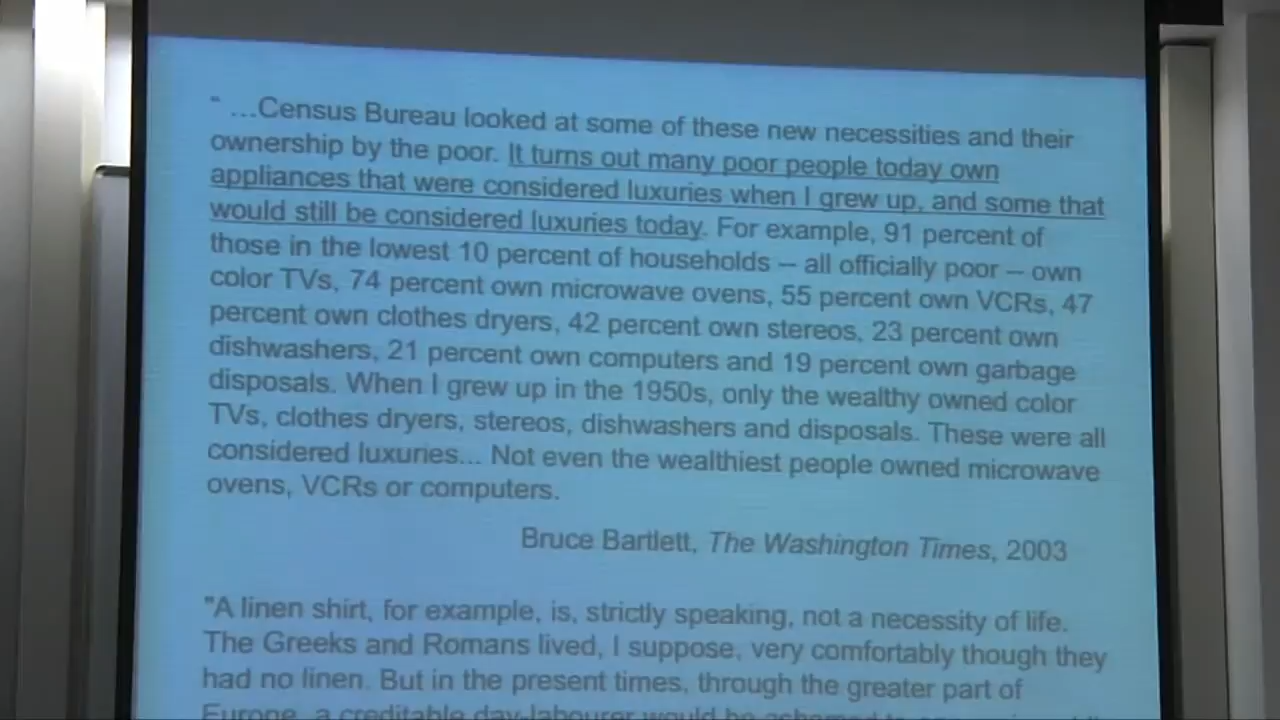 " ...Census Bureau looked at some of these new necessities and their
ownership by the poor. It turns out many poor people today own
appliances that were considered luxuries when I grew up, and some that
would still be considered luxuries today. For example, 91 percent of
those in the lowest 10 percent of households – all officially poor – own
color TVs, 74 percent own microwave ovens, 55 percent own VCRs, 47
percent own clothes dryers, 42 percent own stereos, 23 percent own
dishwashers, 21 percent own computers and 19 percent own garbage
disposals. When I grew up in the 1950s, only the wealthy owned color
TVs, clothes dryers, stereos, dishwashers and disposals. These were all
considered luxuries... Not even the wealthiest people owned microwave
ovens, VCRs or computers.
Bruce Bartlett, The Washington Times, 2003
"A linen shirt, for example, is, strictly speaking, not a necessity of life.
The Greeks and Romans lived, I suppose, very comfortably though they
had no linen. But in the present times, through the greater part of
Europe, a creditable day-labourer would be ashamed to